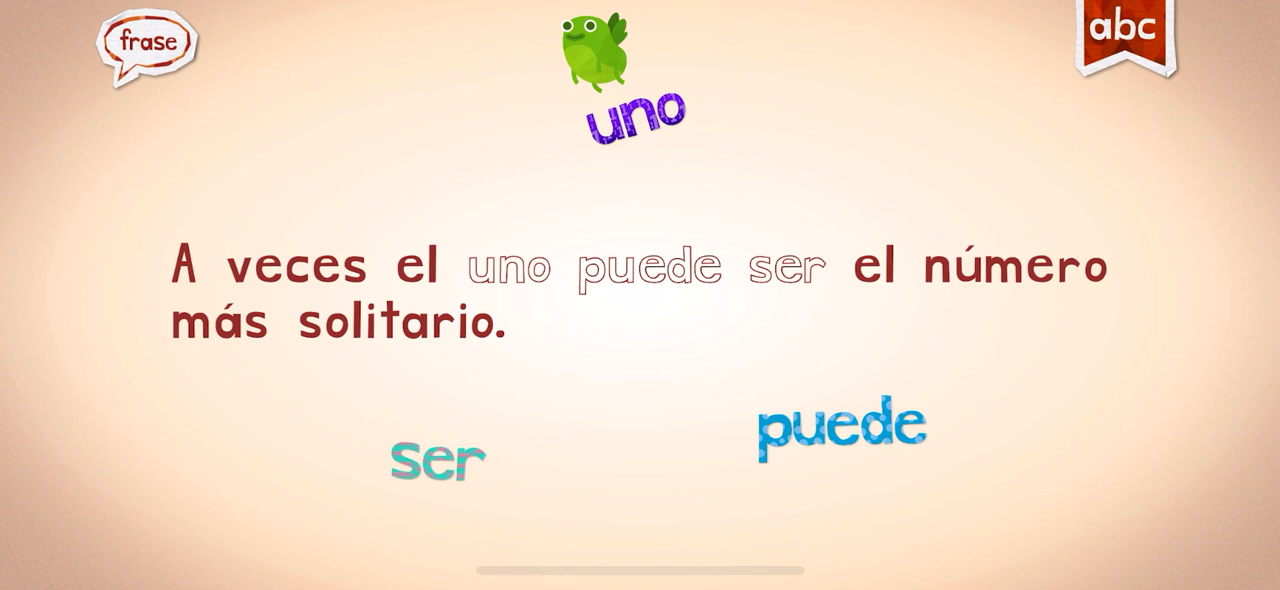 frase
abc
uno
A veces el uno puede ser el número
más solitario.
puede
ser